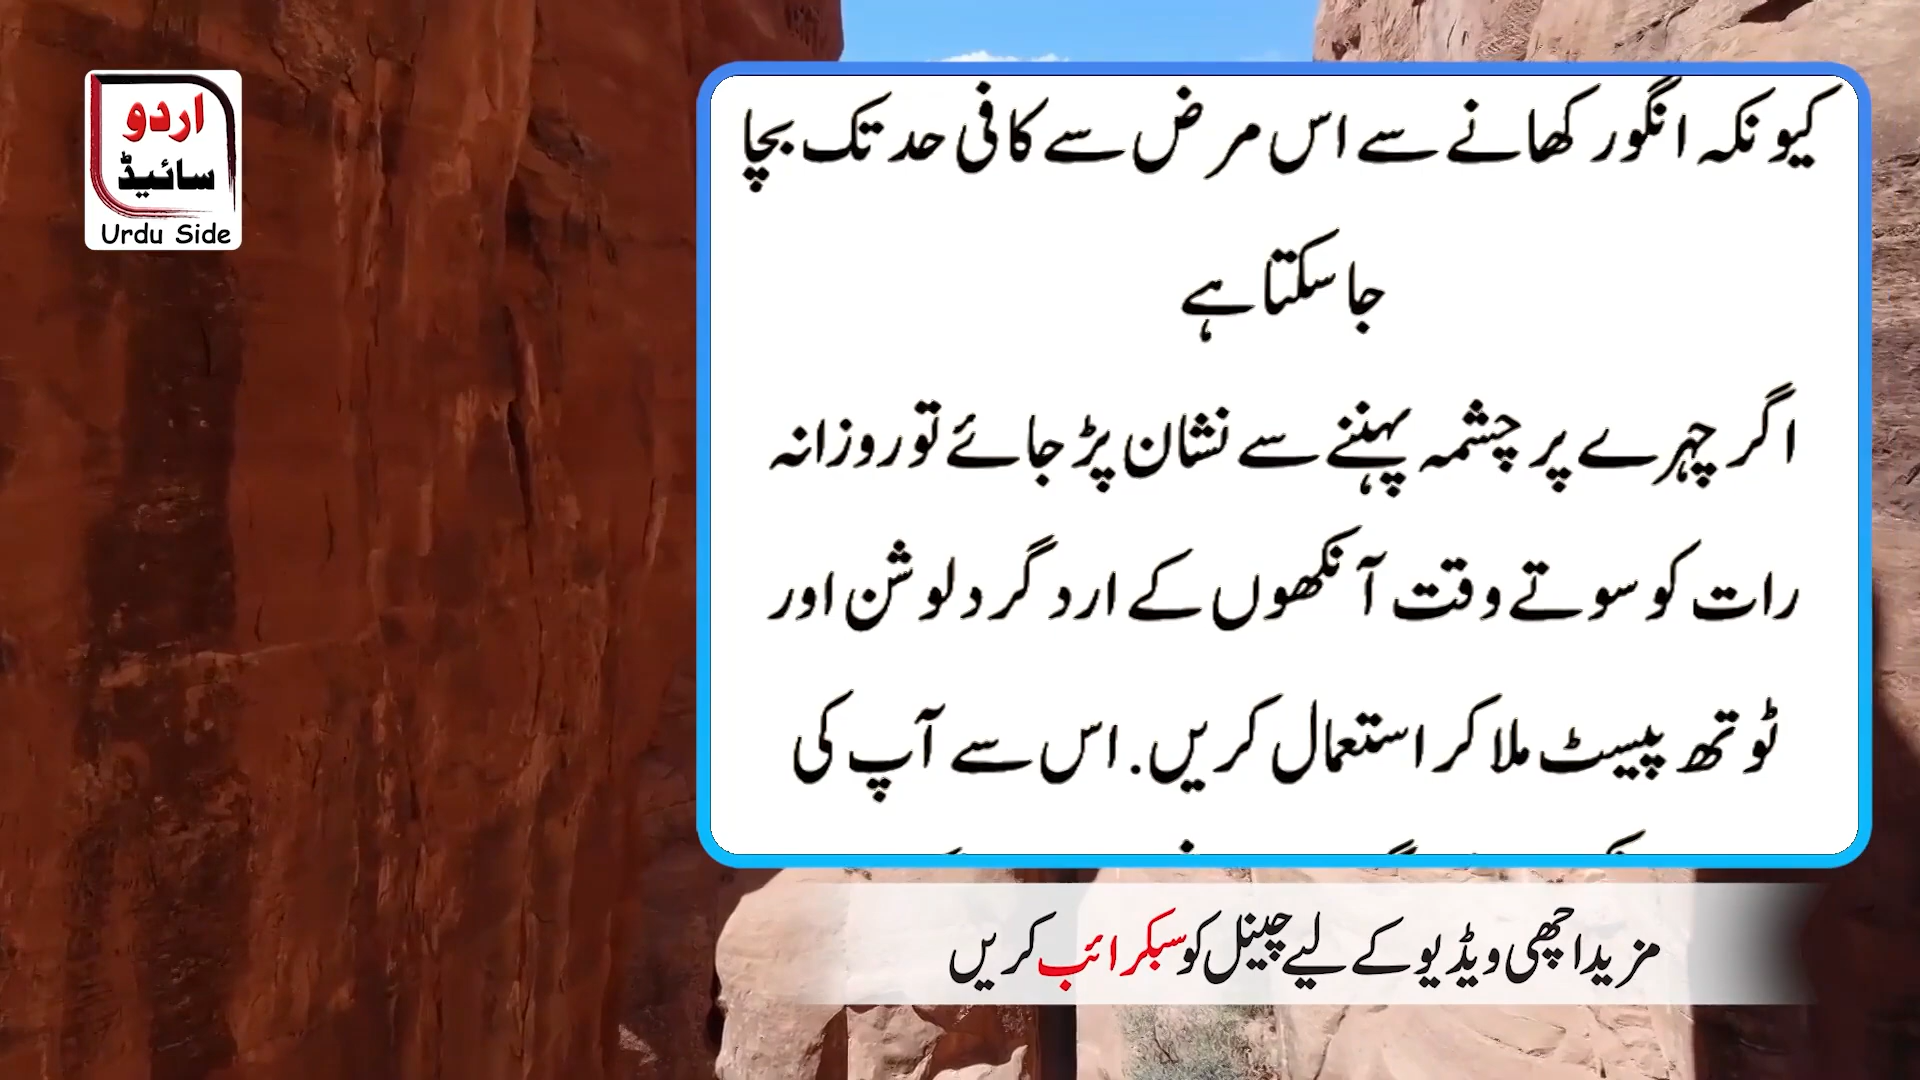 اردو
سائیڈ
Urdu Side
کیونکہ انگور کھانے سے اس مرض سے کافی حد تک بچا
جا سکتا ہے
اگر چہرے پر چشمہ پہننے سے نشان پڑ جائے تو روزانہ
رات کو سوتے وقت آنکھوں کے ارد گرد لوشن اور
ٹوتھ پیسٹ ملا کر استعمال کریں. اس سے آپ کی
مزید اچھی ویڈیو کے لیے چینل کو سبکرائب کریں